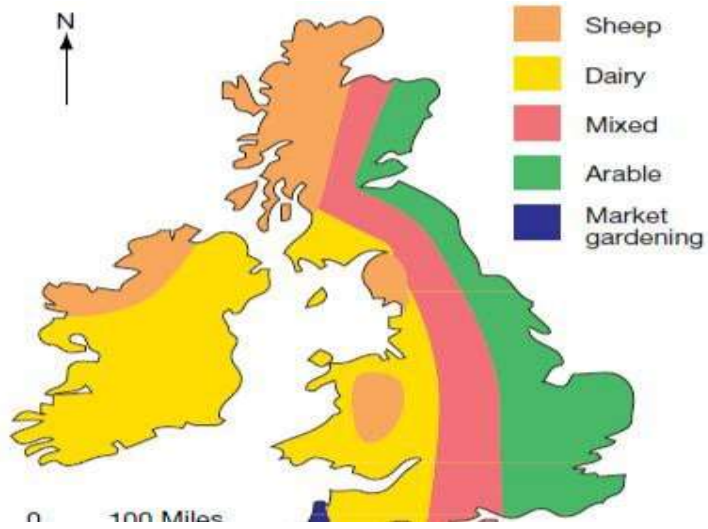 N
Sheep
Dairy
Mixed
Arable
Market
gardening
0 100 Miles